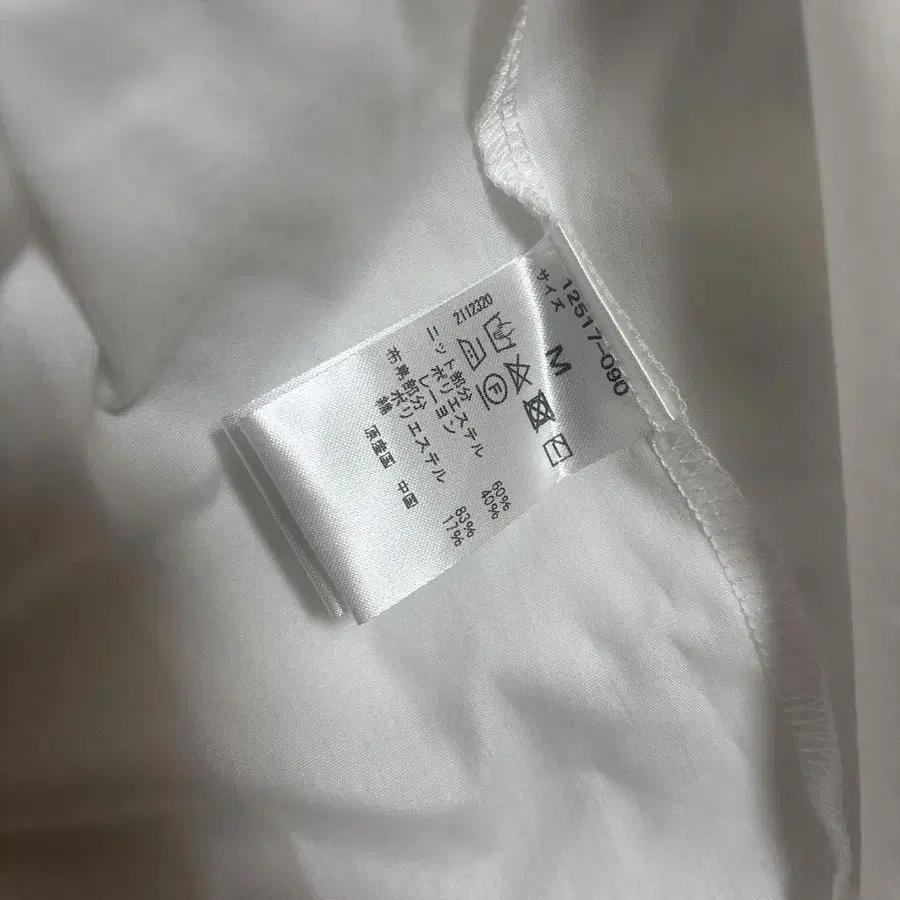 12517-090
サイズ M
F
2112320
ニット部分
ポリエステル 60%
レーヨン 40%
布帛部分
ポリエステル 83%
綿 17%
原産国 中国